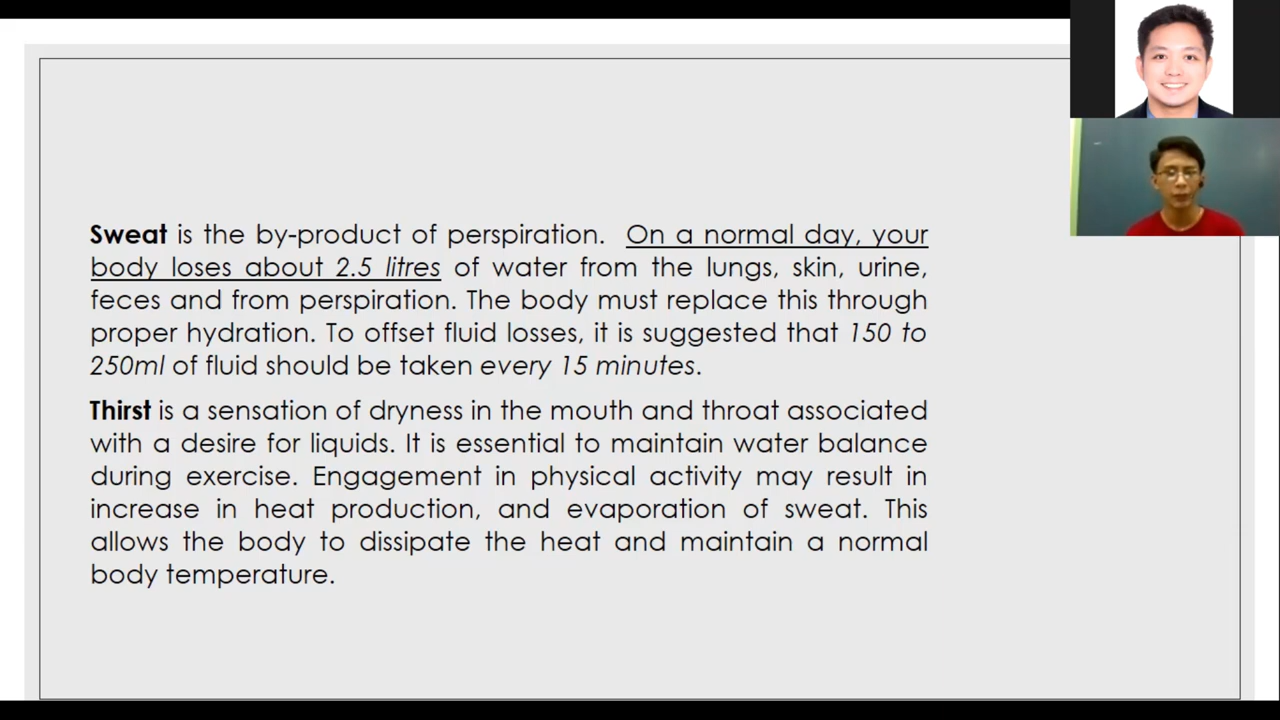 Sweat is the by-product of perspiration. On a normal day, your
body loses about 2.5 litres of water from the lungs, skin, urine,
feces and from perspiration. The body must replace this through
proper hydration. To offset fluid losses, it is suggested that 150 to
250ml of fluid should be taken every 15 minutes.
Thirst is a sensation of dryness in the mouth and throat associated
with a desire for liquids. It is essential to maintain water balance
during exercise. Engagement in physical activity may result in
increase in heat production, and evaporation of sweat. This
allows the body to dissipate the heat and maintain a normal
body temperature.